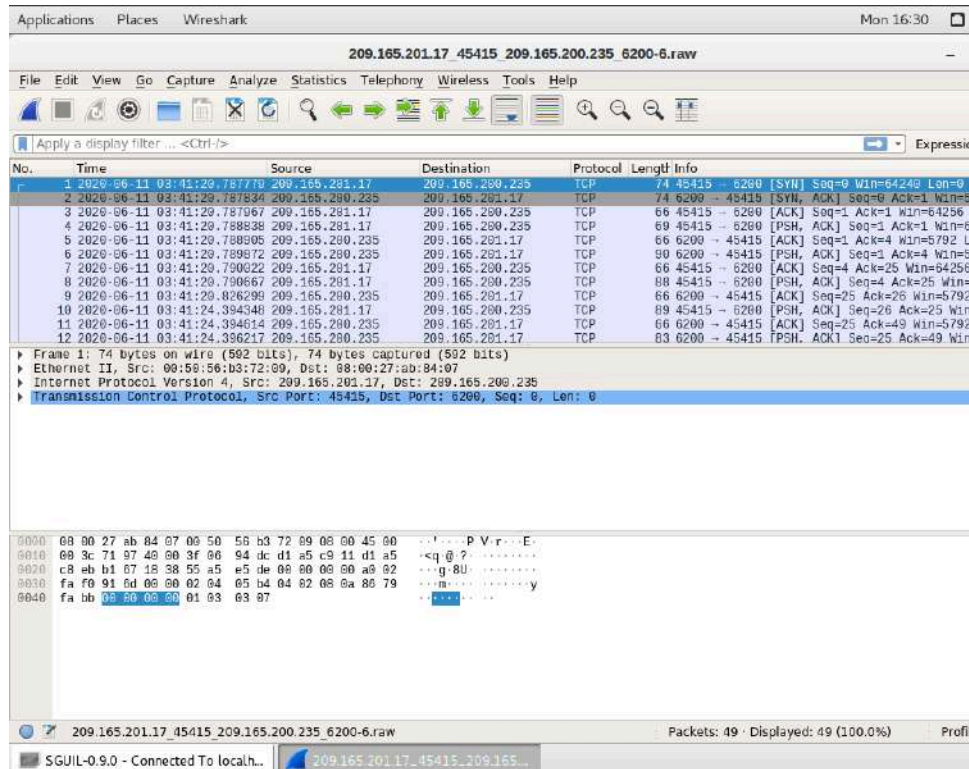 Applications Places Wireshark Mon 16:30
209.165.201.17_45415_209.165.200.235_6200-6.raw
File Edit View Go Capture Analyze Statistics Telephony Wireless Tools Help
Apply a display filter ... <Ctrl-/> Expressio
No. Time Source Destination Protocol Length Info
1 2020-06-11 03:41:20.787770 209.165.201.17 209.165.200.235 TCP 74 45415 → 6200 [SYN] Seq=0 Win=64240 Len=0
2 2020-06-11 03:41:20.787834 209.165.200.235 209.165.201.17 TCP 74 6200 → 45415 [SYN, ACK] Seq=0 Ack=1 Win=5
3 2020-06-11 03:41:20.787967 209.165.201.17 209.165.200.235 TCP 66 45415 → 6200 [ACK] Seq=1 Ack=1 Win=64256
4 2020-06-11 03:41:20.788838 209.165.201.17 209.165.200.235 TCP 69 45415 → 6200 [PSH, ACK] Seq=1 Ack=1 Win=6
5 2020-06-11 03:41:20.788905 209.165.200.235 209.165.201.17 TCP 66 6200 → 45415 [ACK] Seq=1 Ack=4 Win=5792 L
6 2020-06-11 03:41:20.789872 209.165.200.235 209.165.201.17 TCP 90 6200 → 45415 [PSH, ACK] Seq=1 Ack=4 Win=5
7 2020-06-11 03:41:20.790022 209.165.201.17 209.165.200.235 TCP 66 45415 → 6200 [ACK] Seq=4 Ack=25 Win=64256
8 2020-06-11 03:41:20.790667 209.165.201.17 209.165.200.235 TCP 88 45415 → 6200 [PSH, ACK] Seq=4 Ack=25 Win=
9 2020-06-11 03:41:20.826299 209.165.200.235 209.165.201.17 TCP 66 6200 → 45415 [ACK] Seq=25 Ack=26 Win=5792
10 2020-06-11 03:41:24.394348 209.165.201.17 209.165.200.235 TCP 89 45415 → 6200 [PSH, ACK] Seq=26 Ack=25 Win
11 2020-06-11 03:41:24.394614 209.165.200.235 209.165.201.17 TCP 66 6200 → 45415 [ACK] Seq=25 Ack=49 Win=5792
12 2020-06-11 03:41:24.396217 209.165.200.235 209.165.201.17 TCP 83 6200 → 45415 [PSH, ACK] Seq=25 Ack=49 Win
Frame 1: 74 bytes on wire (592 bits), 74 bytes captured (592 bits)
Ethernet II, Src: 00:50:56:b3:72:09, Dst: 08:00:27:ab:84:07
Internet Protocol Version 4, Src: 209.165.201.17, Dst: 209.165.200.235
Transmission Control Protocol, Src Port: 45415, Dst Port: 6200, Seq: 0, Len: 0
0000 08 00 27 ab 84 07 00 50 56 b3 72 09 08 00 45 00 ··'····P V·r···E·
0010 00 3c 71 97 40 00 3f 06 94 dc d1 a5 c9 11 d1 a5 ·<q·@·?· ········
0020 c8 eb b1 67 18 38 55 a5 e5 de 00 00 00 00 a0 02 ···g·8U· ········
0030 fa f0 91 6d 00 00 02 04 05 b4 04 02 08 0a 86 79 ···m···· ·······y
0040 fa bb 00 00 00 00 01 03 03 07 ········ ··
209.165.201.17_45415_209.165.200.235_6200-6.raw Packets: 49 · Displayed: 49 (100.0%) Profi
SGUIL-0.9.0 - Connected To localh... 209.165.201.17_45415_209.165...